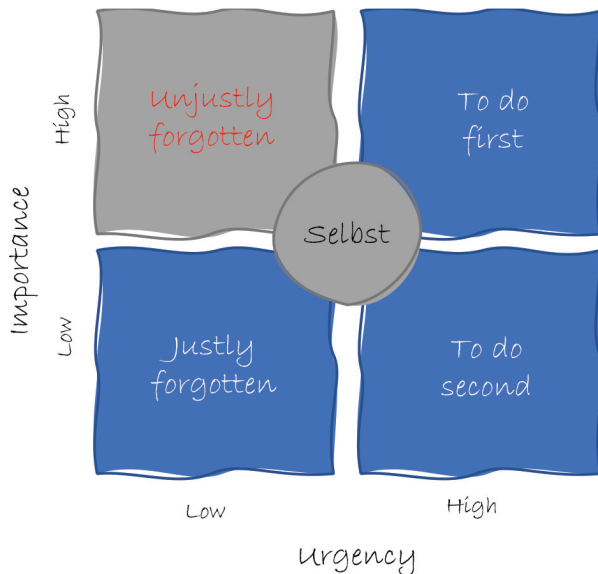 Unjustly
forgotten
To do
first
High
Selbst
Importance
Low
Justly
forgotten
To do
second
Low
High
Urgency